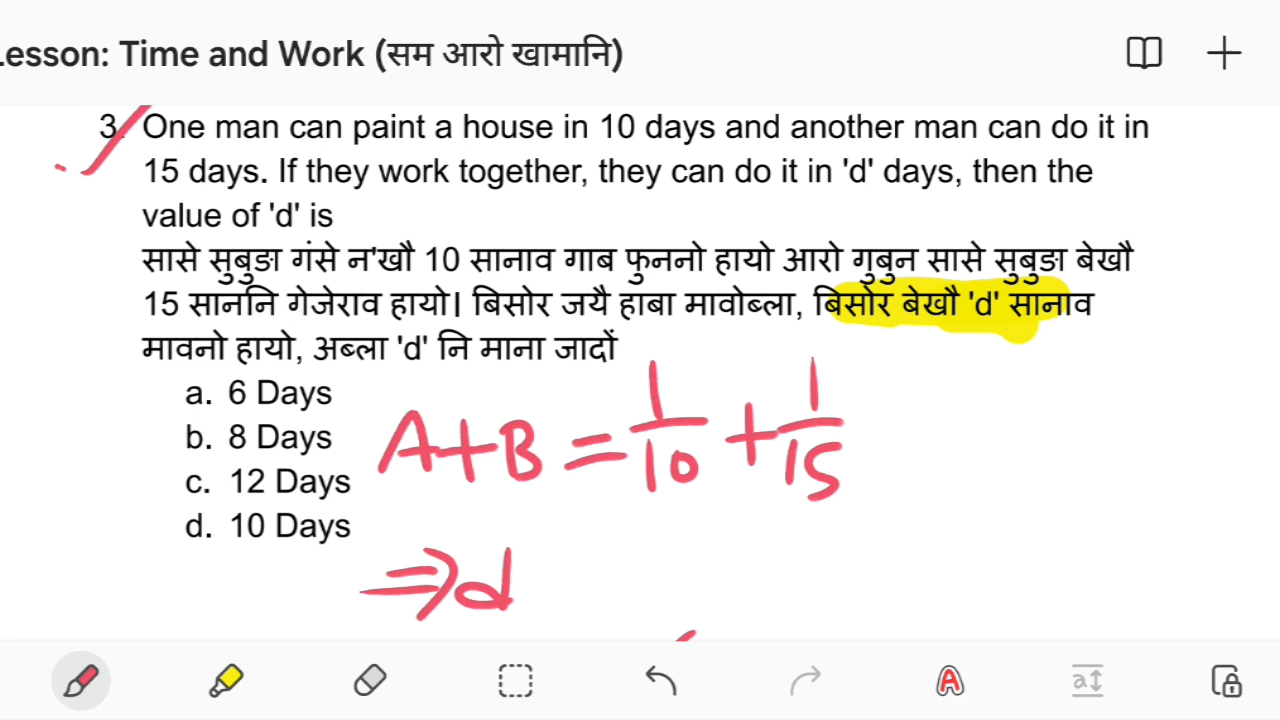 Lesson: Time and Work (सम आरो खामानि)
3. One man can paint a house in 10 days and another man can do it in
15 days. If they work together, they can do it in 'd' days, then the
value of 'd' is
सासे सुबुङा गंसे न'खौ 10 सानाव गाब फुननो हायो आरो गुबुन सासे सुबुङा बेखौ
15 साननि गेजेराव हायो। बिसोर जयै हाबा मावोब्ला, बिसोर बेखौ 'd' सानाव
मावनो हायो, अब्ला 'd' नि माना जादों
a. 6 Days
b. 8 Days
c. 12 Days
d. 10 Days
A+B = 1/10 + 1/15
⇒ d